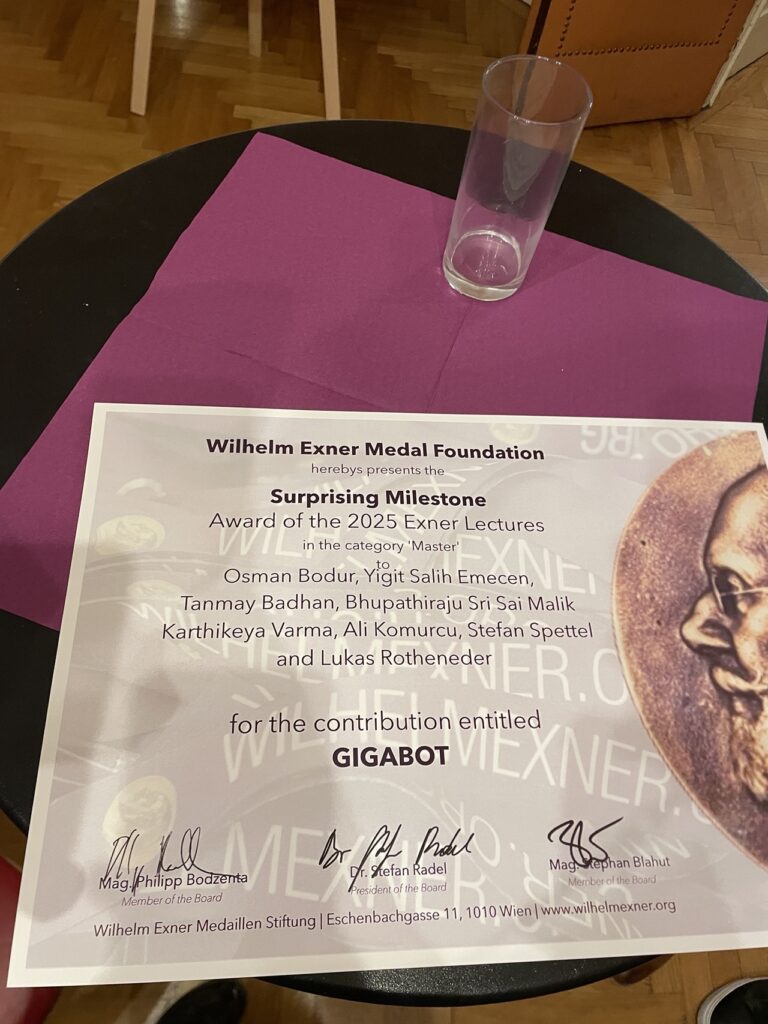 Wilhelm Exner Medal Foundation
herebys presents the
Surprising Milestone
Award of the 2025 Exner Lectures
in the category 'Master'
to
Osman Bodur, Yigit Salih Emecen,
Tanmay Badhan, Bhupathiraju Sri Sai Malik
Karthikeya Varma, Ali Komurcu, Stefan Spettel
and Lukas Rotheneder
for the contribution entitled
GIGABOT
Mag. Philipp Bodzenta
Member of the Board
Dr. Stefan Radel
President of the Board
Mag. Stephan Blahut
Member of the Board
Wilhelm Exner Medaillen Stiftung | Eschenbachgasse 11, 1010 Wien | www.wilhelmexner.org